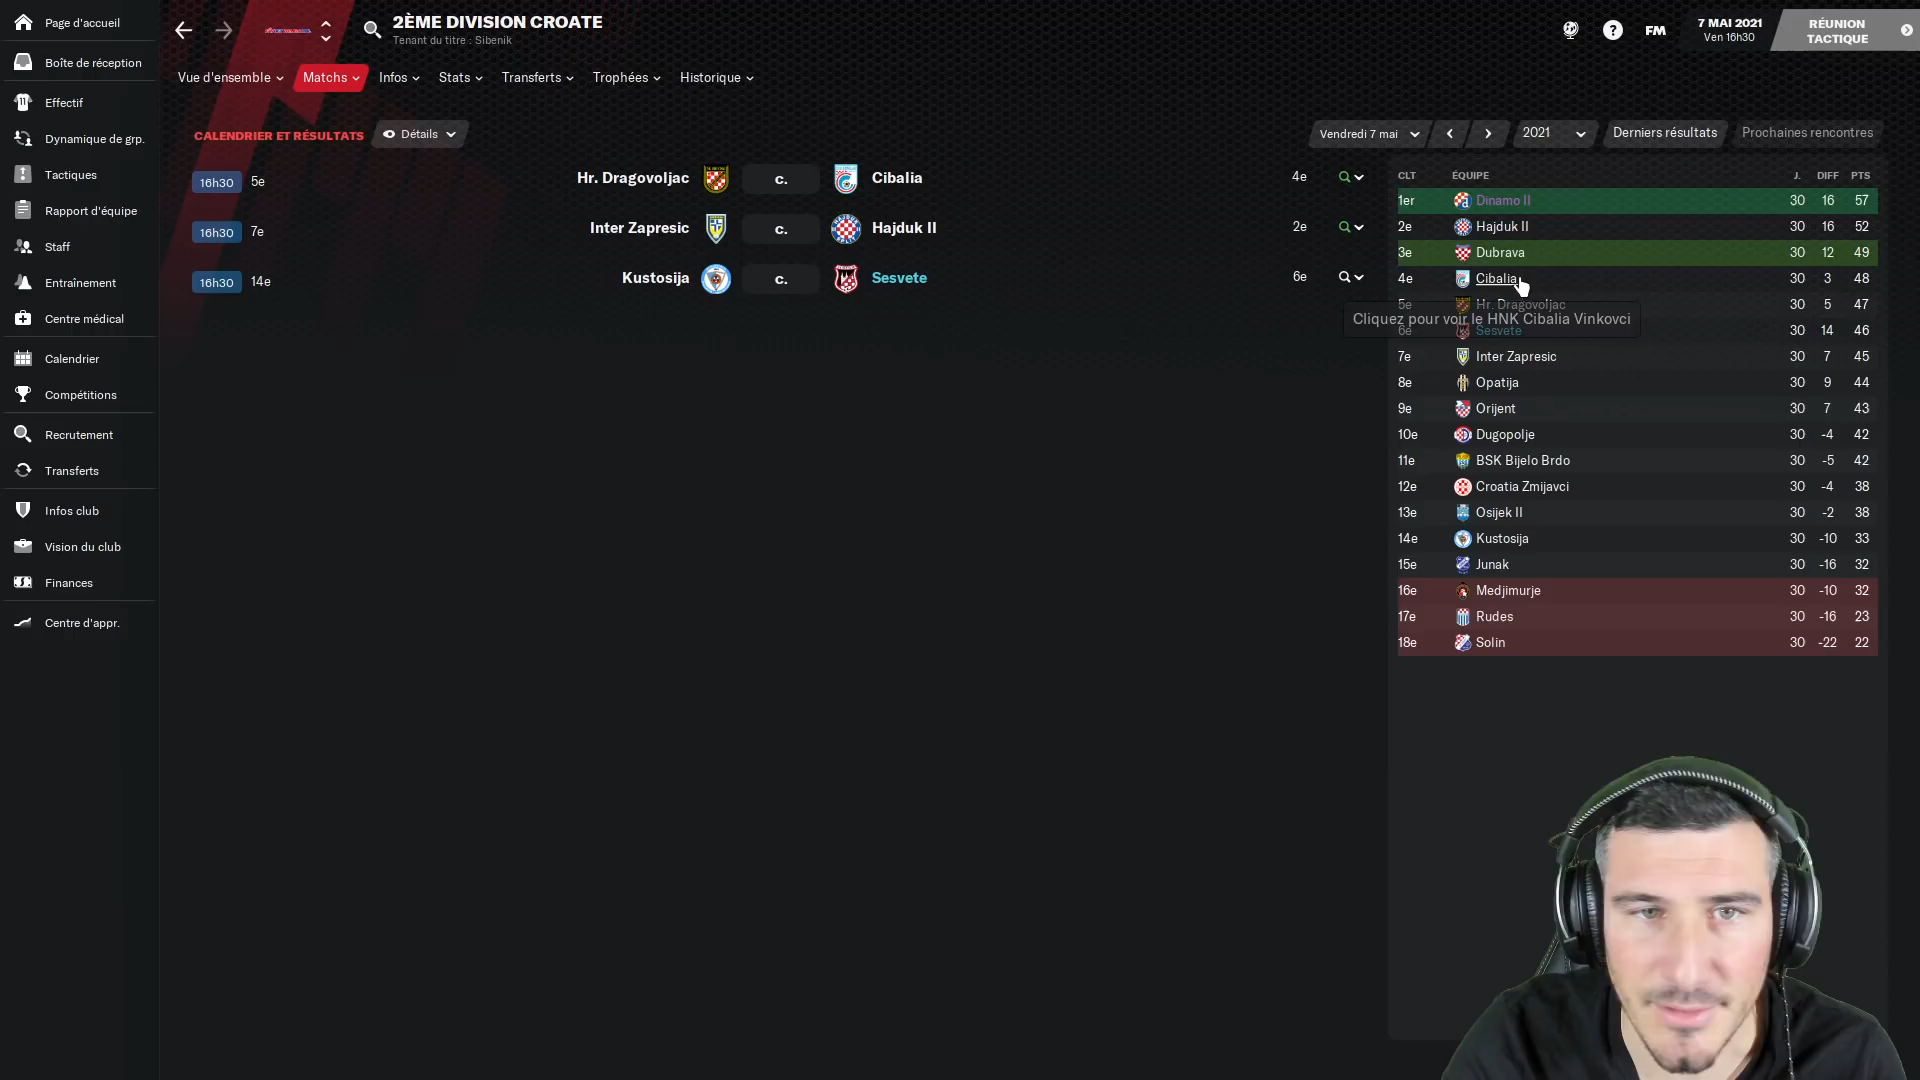 Page d'accueil
Boîte de réception
Effectif
Dynamique de grp.
Tactiques
Rapport d'équipe
Staff
Entraînement
Centre médical
Calendrier
Compétitions
Recrutement
Transferts
Infos club
Vision du club
Finances
Centre d'appr.
2ÈME DIVISION CROATE
Tenant du titre : Sibenik
? FM
7 MAI 2021
Ven 16h30
RÉUNION
TACTIQUE
Vue d'ensemble Matchs Infos Stats Transferts Trophées Historique
CALENDRIER ET RÉSULTATS Détails
Vendredi 7 mai 2021 Derniers résultats Prochaines rencontres
16h30 5e Hr. Dragovoljac c. Cibalia 4e
16h30 7e Inter Zapresic c. Hajduk II 2e
16h30 14e Kustosija c. Sesvete 6e
CLT ÉQUIPE J. DIFF PTS
1er Dinamo II 30 16 57
2e Hajduk II 30 16 52
3e Dubrava 30 12 49
4e Cibalia 30 3 48
5e Hr. Dragovoljac 30 5 47
Cliquez pour voir le HNK Cibalia Vinkovci
6e Sesvete 30 14 46
7e Inter Zapresic 30 7 45
8e Opatija 30 9 44
9e Orijent 30 7 43
10e Dugopolje 30 -4 42
11e BSK Bijelo Brdo 30 -5 42
12e Croatia Zmijavci 30 -4 38
13e Osijek II 30 -2 38
14e Kustosija 30 -10 33
15e Junak 30 -16 32
16e Medjimurje 30 -10 32
17e Rudes 30 -16 23
18e Solin 30 -22 22